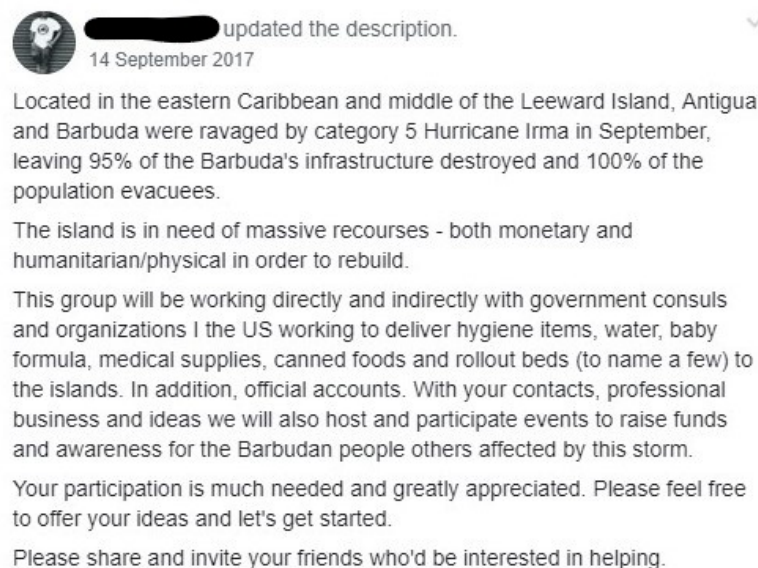 updated the description.
14 September 2017
Located in the eastern Caribbean and middle of the Leeward Island, Antigua
and Barbuda were ravaged by category 5 Hurricane Irma in September,
leaving 95% of the Barbuda's infrastructure destroyed and 100% of the
population evacuees.
The island is in need of massive recourses - both monetary and
humanitarian/physical in order to rebuild.
This group will be working directly and indirectly with government consuls
and organizations I the US working to deliver hygiene items, water, baby
formula, medical supplies, canned foods and rollout beds (to name a few) to
the islands. In addition, official accounts. With your contacts, professional
business and ideas we will also host and participate events to raise funds
and awareness for the Barbudan people others affected by this storm.
Your participation is much needed and greatly appreciated. Please feel free
to offer your ideas and let's get started.
Please share and invite your friends who'd be interested in helping.